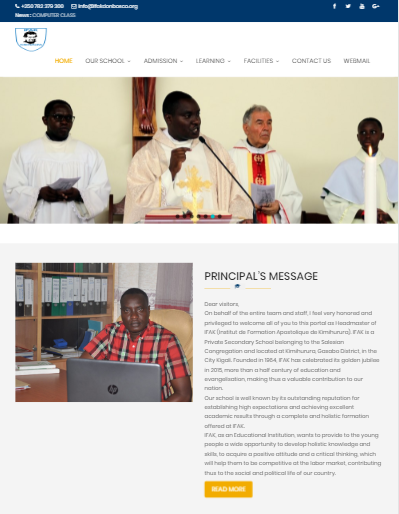 +250 782 279 380 info@ifakdonbosco.org
News: COMPUTER CLASS
HOME OUR SCHOOL ADMISSION LEARNING FACILITIES CONTACT US WEBMAIL
PRINCIPAL'S MESSAGE
Dear visitors,
On behalf of the entire team and staff, I feel very honored and
privileged to welcome all of you to this portal as Headmaster of
IFAK (Institut de Formation Apostolique de Kimihurura). IFAK is a
Private Secondary School belonging to the Salesian
Congregation and located at Kimihurura, Gasabo District, in the
City Kigali. Founded in 1964, IFAK has celebrated its golden jubilee
in 2015, more than a half century of education and
evangelisation, making thus a valuable contribution to our
nation.
Our school is well known by its outstanding reputation for
establishing high expectations and achieving excellent
academic results through a complete and holistic formation
offered at IFAK.
IFAK, as an Educational Institution, wants to provide to the young
people a wide opportunity to develop holistic knowledge and
skills, to acquire a positive attitude and a critical thinking, which
will help them to be competitive at the labor market, contributing
thus to the social and political life of our country.
READ MORE
hp